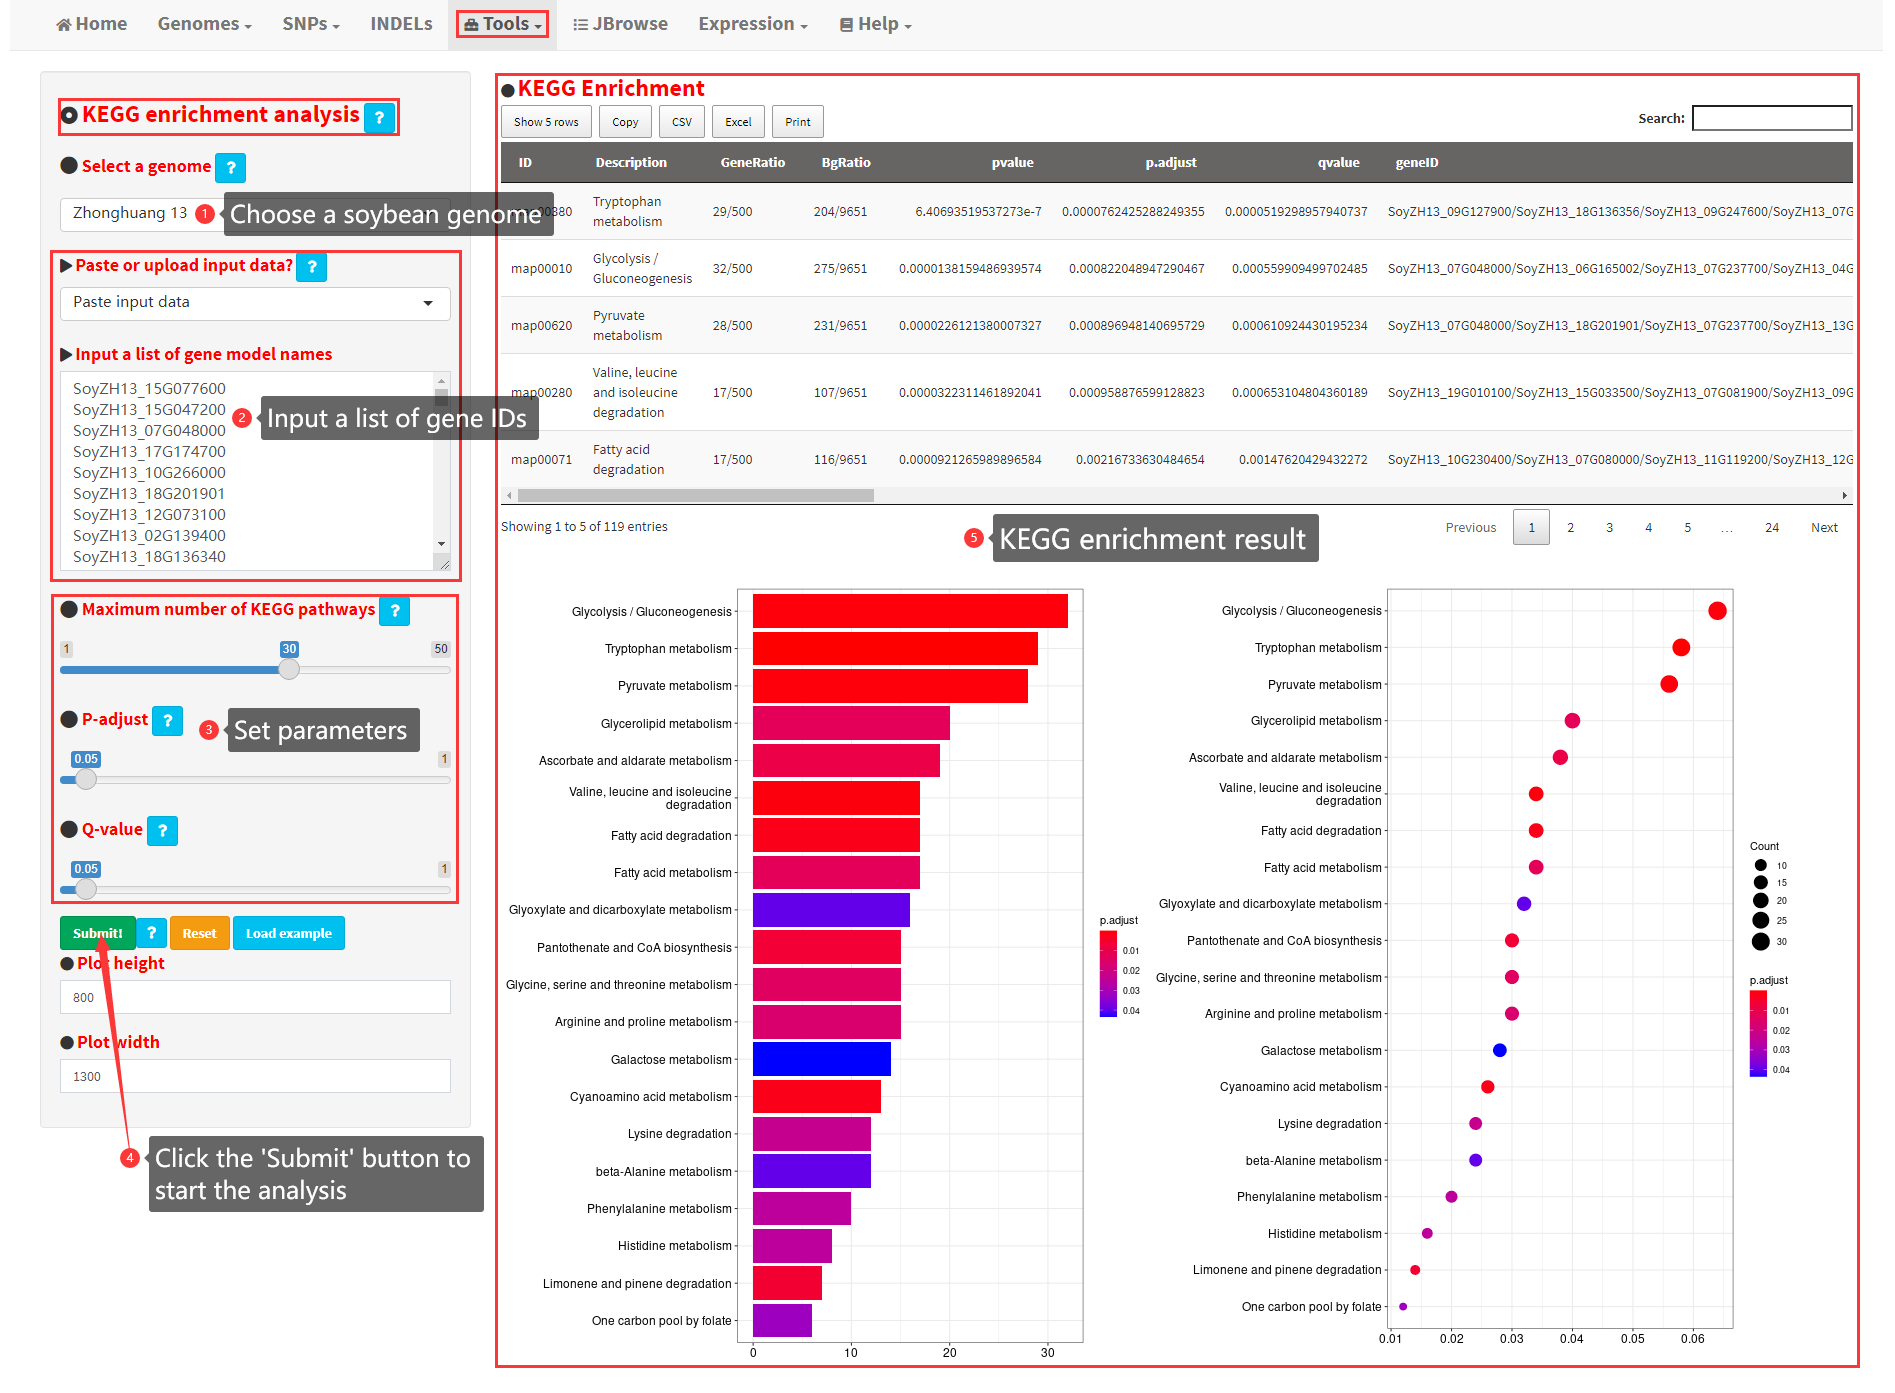 Home Genomes SNPs INDELs Tools JBrowse Expression Help
KEGG enrichment analysis ?
Select a genome ?
Zhonghuang 13 1 Choose a soybean genome
Paste or upload input data? ?
Paste input data
Input a list of gene model names
SoyZH13_15G077600
SoyZH13_15G047200
SoyZH13_07G048000
SoyZH13_17G174700
SoyZH13_10G266000
SoyZH13_18G201901
SoyZH13_12G073100
SoyZH13_02G139400
SoyZH13_18G136340
2 Input a list of gene IDs
Maximum number of KEGG pathways ?
1 30 50
P-adjust ?
3 Set parameters
0.05 1
Q-value ?
0.05 1
Submit! ? Reset Load example
Plot height
800
Plot width
1300
4 Click the 'Submit' button to
start the analysis
KEGG Enrichment
Show 5 rows Copy CSV Excel Print Search:
ID Description GeneRatio BgRatio pvalue p.adjust qvalue geneID
Tryptophan
metabolism
29/500 204/9651 6.40693519537273e-7 0.0000762425288249355 0.0000519298957940737 SoyZH13_09G127900/SoyZH13_18G136356/SoyZH13_09G247600/SoyZH13_07G
map00010 Glycolysis /
Gluconeogenesis
32/500 275/9651 0.0000138159486939574 0.000822048947290467 0.000559909499702485 SoyZH13_07G048000/SoyZH13_06G165002/SoyZH13_07G237700/SoyZH13_04G
map00620 Pyruvate
metabolism
28/500 231/9651 0.0000226121380007327 0.000896948140695729 0.000610924430195234 SoyZH13_07G048000/SoyZH13_18G201901/SoyZH13_07G237700/SoyZH13_13G
map00280 Valine, leucine
and isoleucine
degradation
17/500 107/9651 0.0000322311461892041 0.000958876599128823 0.000653104804360189 SoyZH13_19G010100/SoyZH13_15G033500/SoyZH13_07G081900/SoyZH13_09G
map00071 Fatty acid
degradation
17/500 116/9651 0.0000921265989896584 0.00216733630484654 0.00147620429432272 SoyZH13_10G230400/SoyZH13_07G080000/SoyZH13_11G119200/SoyZH13_12G
Showing 1 to 5 of 119 entries
5 KEGG enrichment result
Previous 1 2 3 4 5 … 24 Next
Glycolysis / Gluconeogenesis
Tryptophan metabolism
Pyruvate metabolism
Glycerolipid metabolism
Ascorbate and aldarate metabolism
Valine, leucine and isoleucine
degradation
Fatty acid degradation
Fatty acid metabolism
Glyoxylate and dicarboxylate metabolism
Pantothenate and CoA biosynthesis
Glycine, serine and threonine metabolism
Arginine and proline metabolism
Galactose metabolism
Cyanoamino acid metabolism
Lysine degradation
beta-Alanine metabolism
Phenylalanine metabolism
Histidine metabolism
Limonene and pinene degradation
One carbon pool by folate
0 10 20 30
p.adjust
0.01
0.02
0.03
0.04
Glycolysis / Gluconeogenesis
Tryptophan metabolism
Pyruvate metabolism
Glycerolipid metabolism
Ascorbate and aldarate metabolism
Valine, leucine and isoleucine
degradation
Fatty acid degradation
Fatty acid metabolism
Glyoxylate and dicarboxylate metabolism
Pantothenate and CoA biosynthesis
Glycine, serine and threonine metabolism
Arginine and proline metabolism
Galactose metabolism
Cyanoamino acid metabolism
Lysine degradation
beta-Alanine metabolism
Phenylalanine metabolism
Histidine metabolism
Limonene and pinene degradation
One carbon pool by folate
0.01 0.02 0.03 0.04 0.05 0.06
Count
10
15
20
25
30
p.adjust
0.01
0.02
0.03
0.04